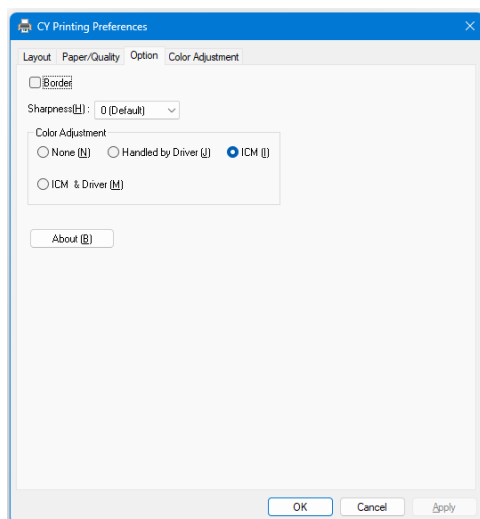 CY Printing Preferences
Layout Paper/Quality Option Color Adjustment
Border
Sharpness(H) : 0 (Default)
Color Adjustment
None (N) Handled by Driver (J) ICM (I)
ICM & Driver (M)
About (B)
OK Cancel Apply